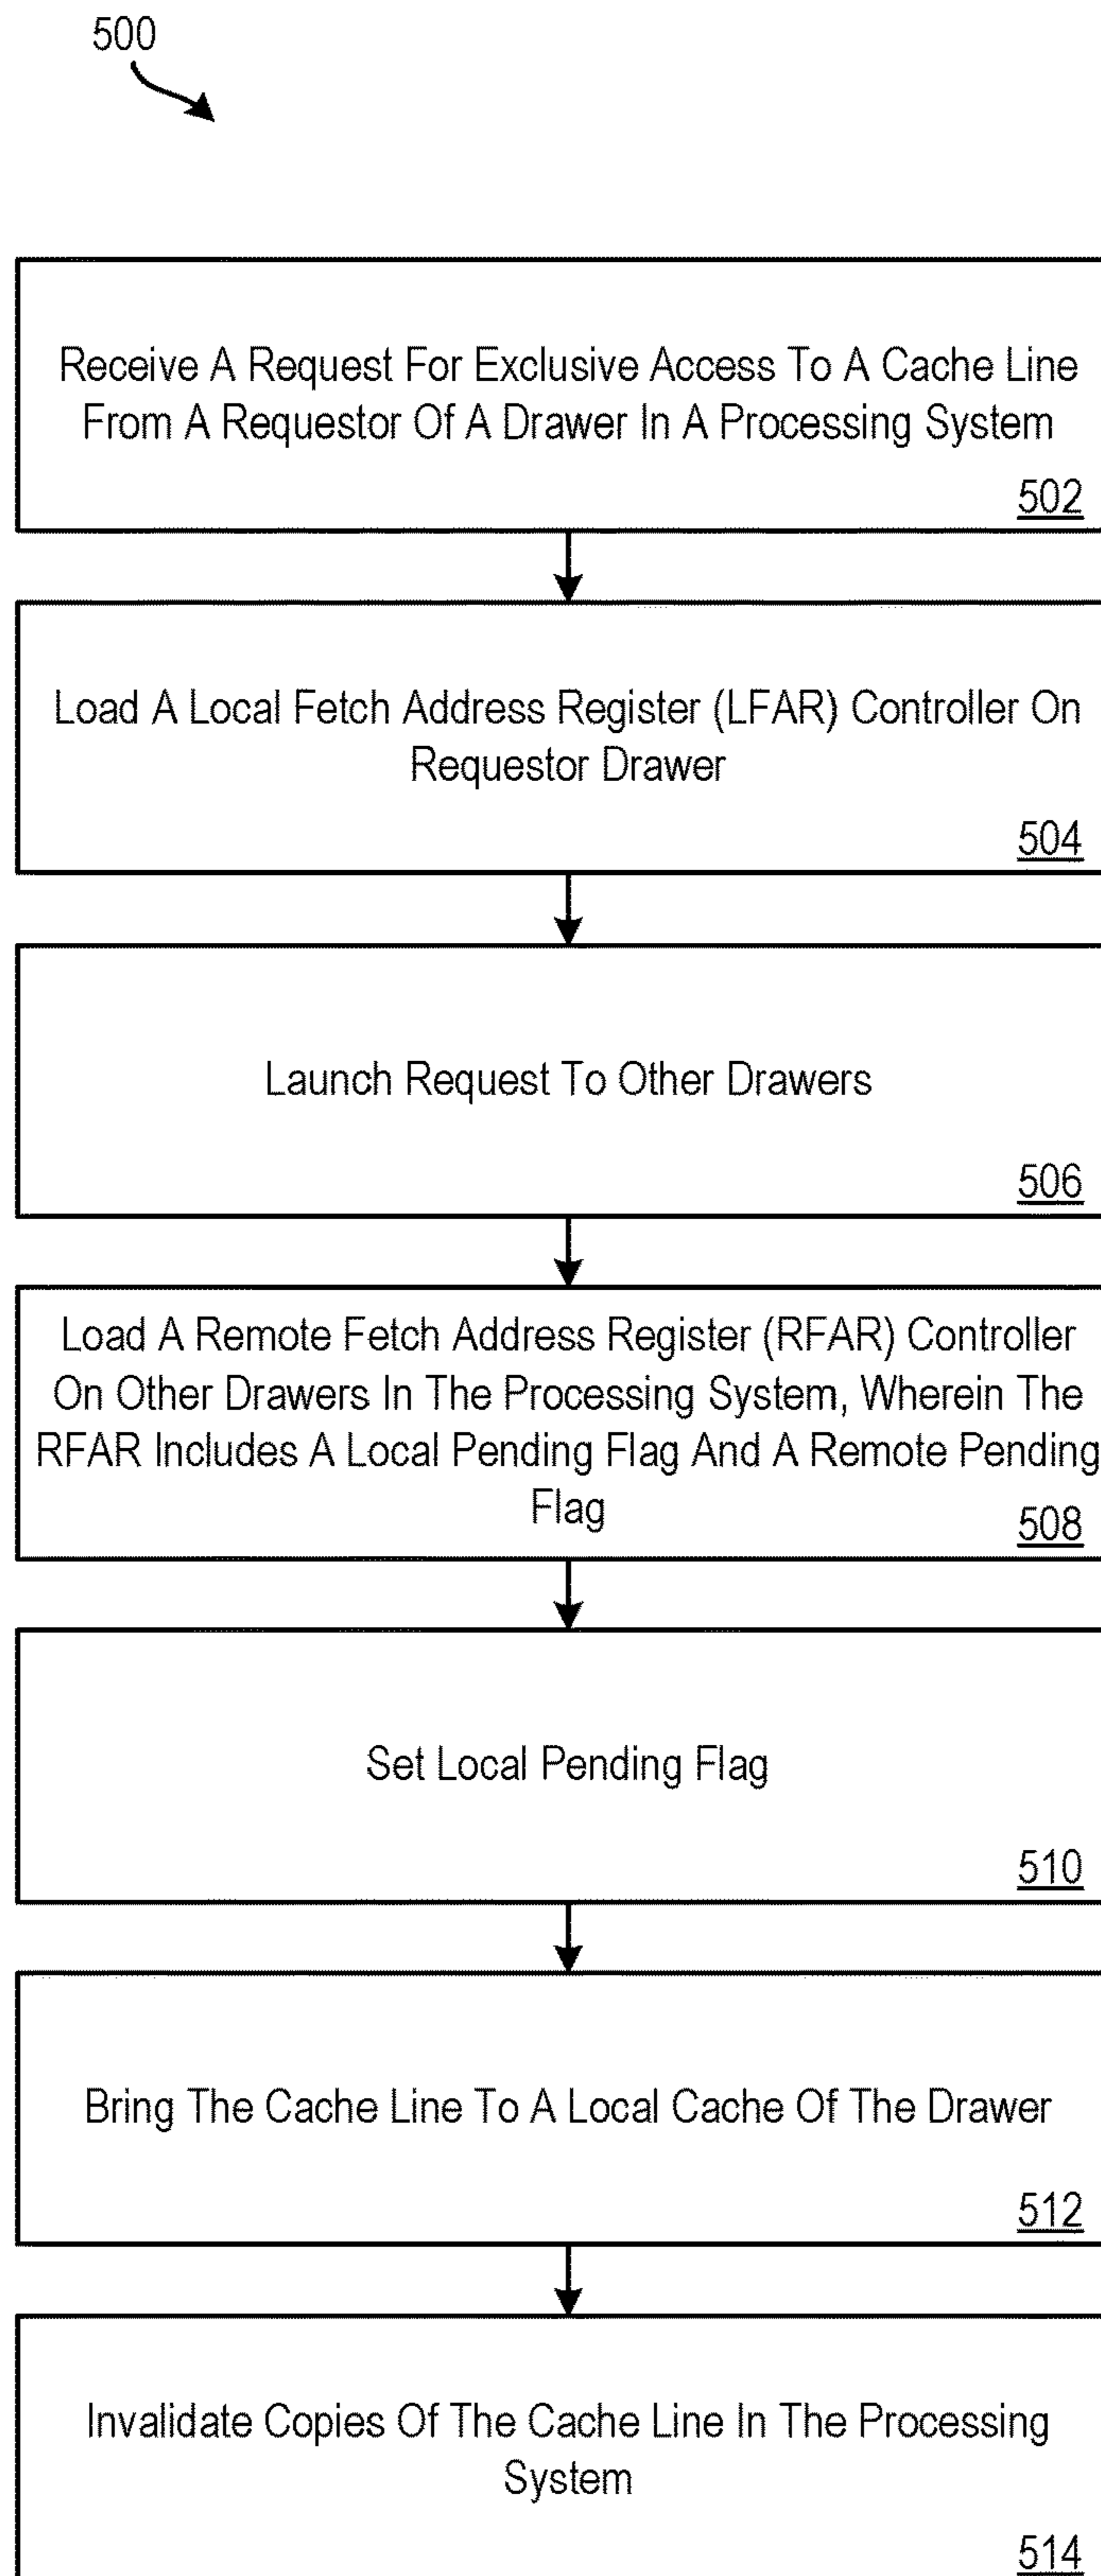 500
Receive A Request For Exclusive Access To A Cache Line
From A Requestor Of A Drawer In A Processing System
502
Load A Local Fetch Address Register (LFAR) Controller On
Requestor Drawer
504
Launch Request To Other Drawers
506
Load A Remote Fetch Address Register (RFAR) Controller
On Other Drawers In The Processing System, Wherein The
RFAR Includes A Local Pending Flag And A Remote Pending
Flag
508
Set Local Pending Flag
510
Bring The Cache Line To A Local Cache Of The Drawer
512
Invalidate Copies Of The Cache Line In The Processing
System
514